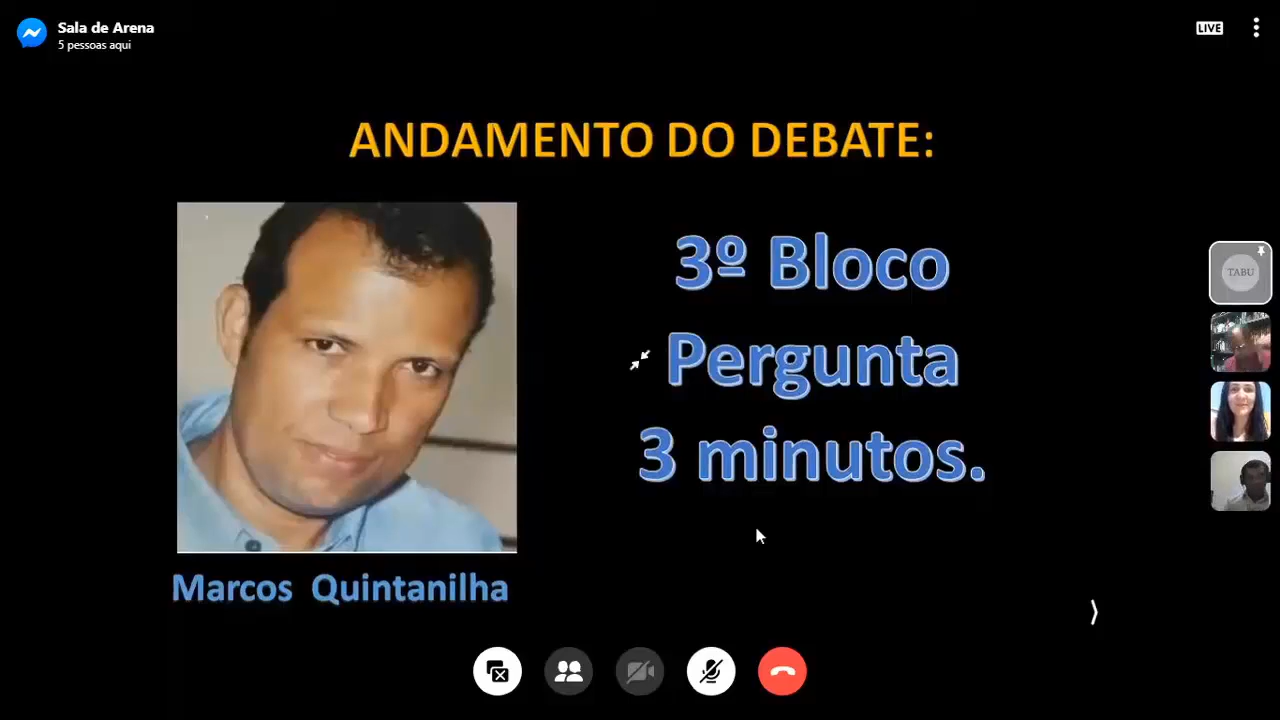 Sala de Arena
5 pessoas aqui
LIVE
ANDAMENTO DO DEBATE:
3º Bloco
Pergunta
3 minutos.
TABU
Marcos Quintanilha